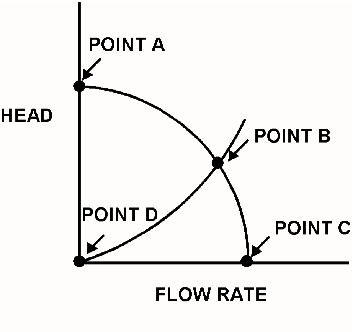 POINT A
HEAD
POINT B
POINT D
POINT C
FLOW RATE